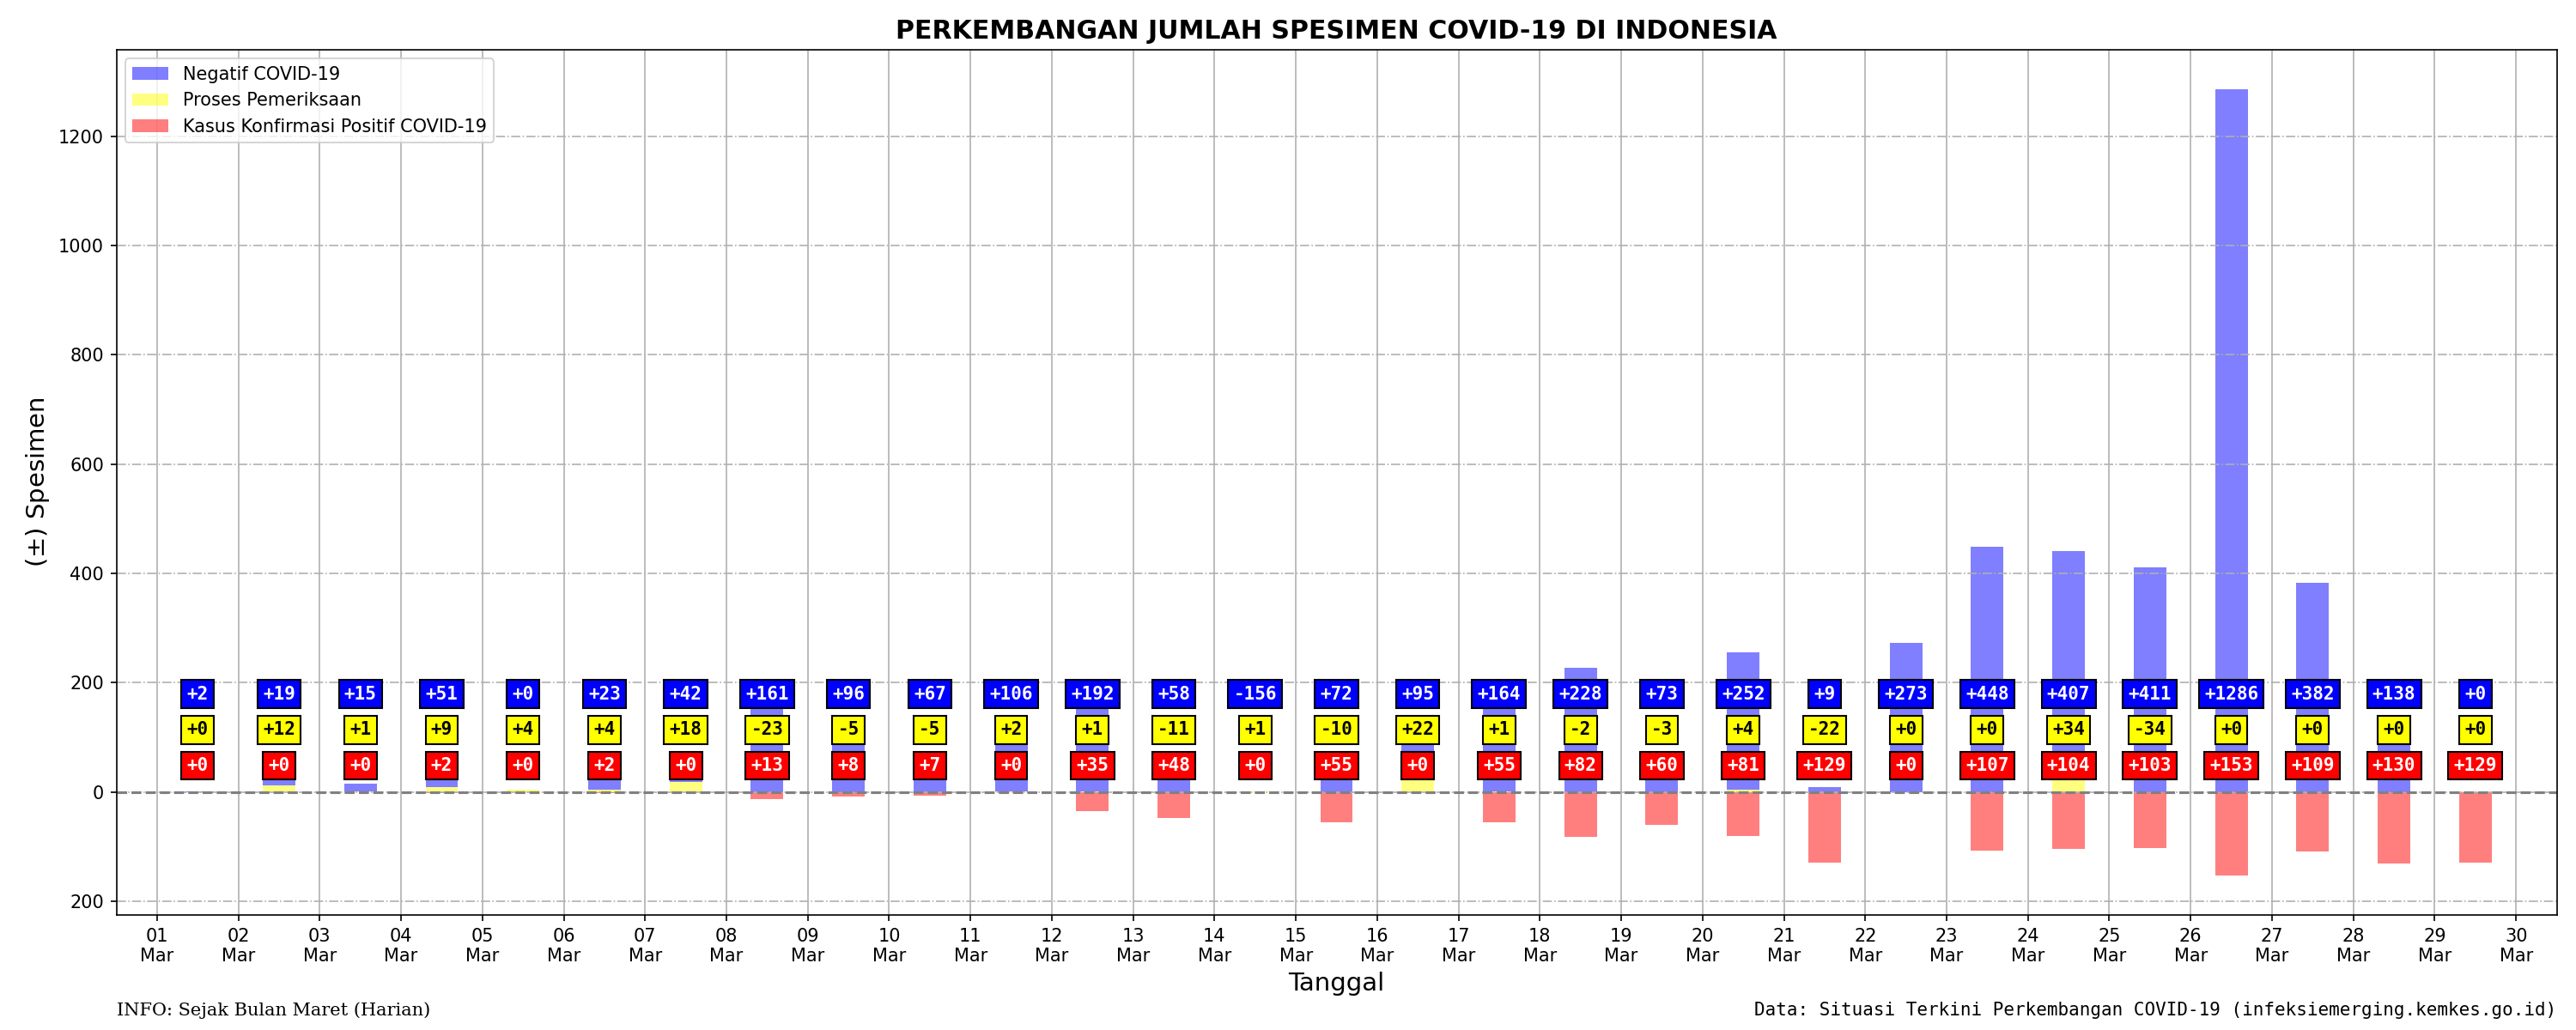 PERKEMBANGAN JUMLAH SPESIMEN COVID-19 DI INDONESIA
Negatif COVID-19
Proses Pemeriksaan
Kasus Konfirmasi Positif COVID-19
(±) Spesimen
1200
1000
800
600
400
200
0
200
+2 +19 +15 +51 +0 +23 +42 +161 +96 +67 +106 +192 +58 -156 +72 +95 +164 +228 +73 +252 +9 +273 +448 +407 +411 +1286 +382 +138 +0
+0 +12 +1 +9 +4 +4 +18 -23 -5 -5 +2 +1 -11 +1 -10 +22 +1 -2 -3 +4 -22 +0 +0 +34 -34 +0 +0 +0 +0
+0 +0 +0 +2 +0 +2 +0 +13 +8 +7 +0 +35 +48 +0 +55 +0 +55 +82 +60 +81 +129 +0 +107 +104 +103 +153 +109 +130 +129
01 02 03 04 05 06 07 08 09 10 11 12 13 14 15 16 17 18 19 20 21 22 23 24 25 26 27 28 29 30
Mar Mar Mar Mar Mar Mar Mar Mar Mar Mar Mar Mar Mar Mar Mar Mar Mar Mar Mar Mar Mar Mar Mar Mar Mar Mar Mar Mar Mar Mar
Tanggal
INFO: Sejak Bulan Maret (Harian)
Data: Situasi Terkini Perkembangan COVID-19 (infeksiemerging.kemkes.go.id)